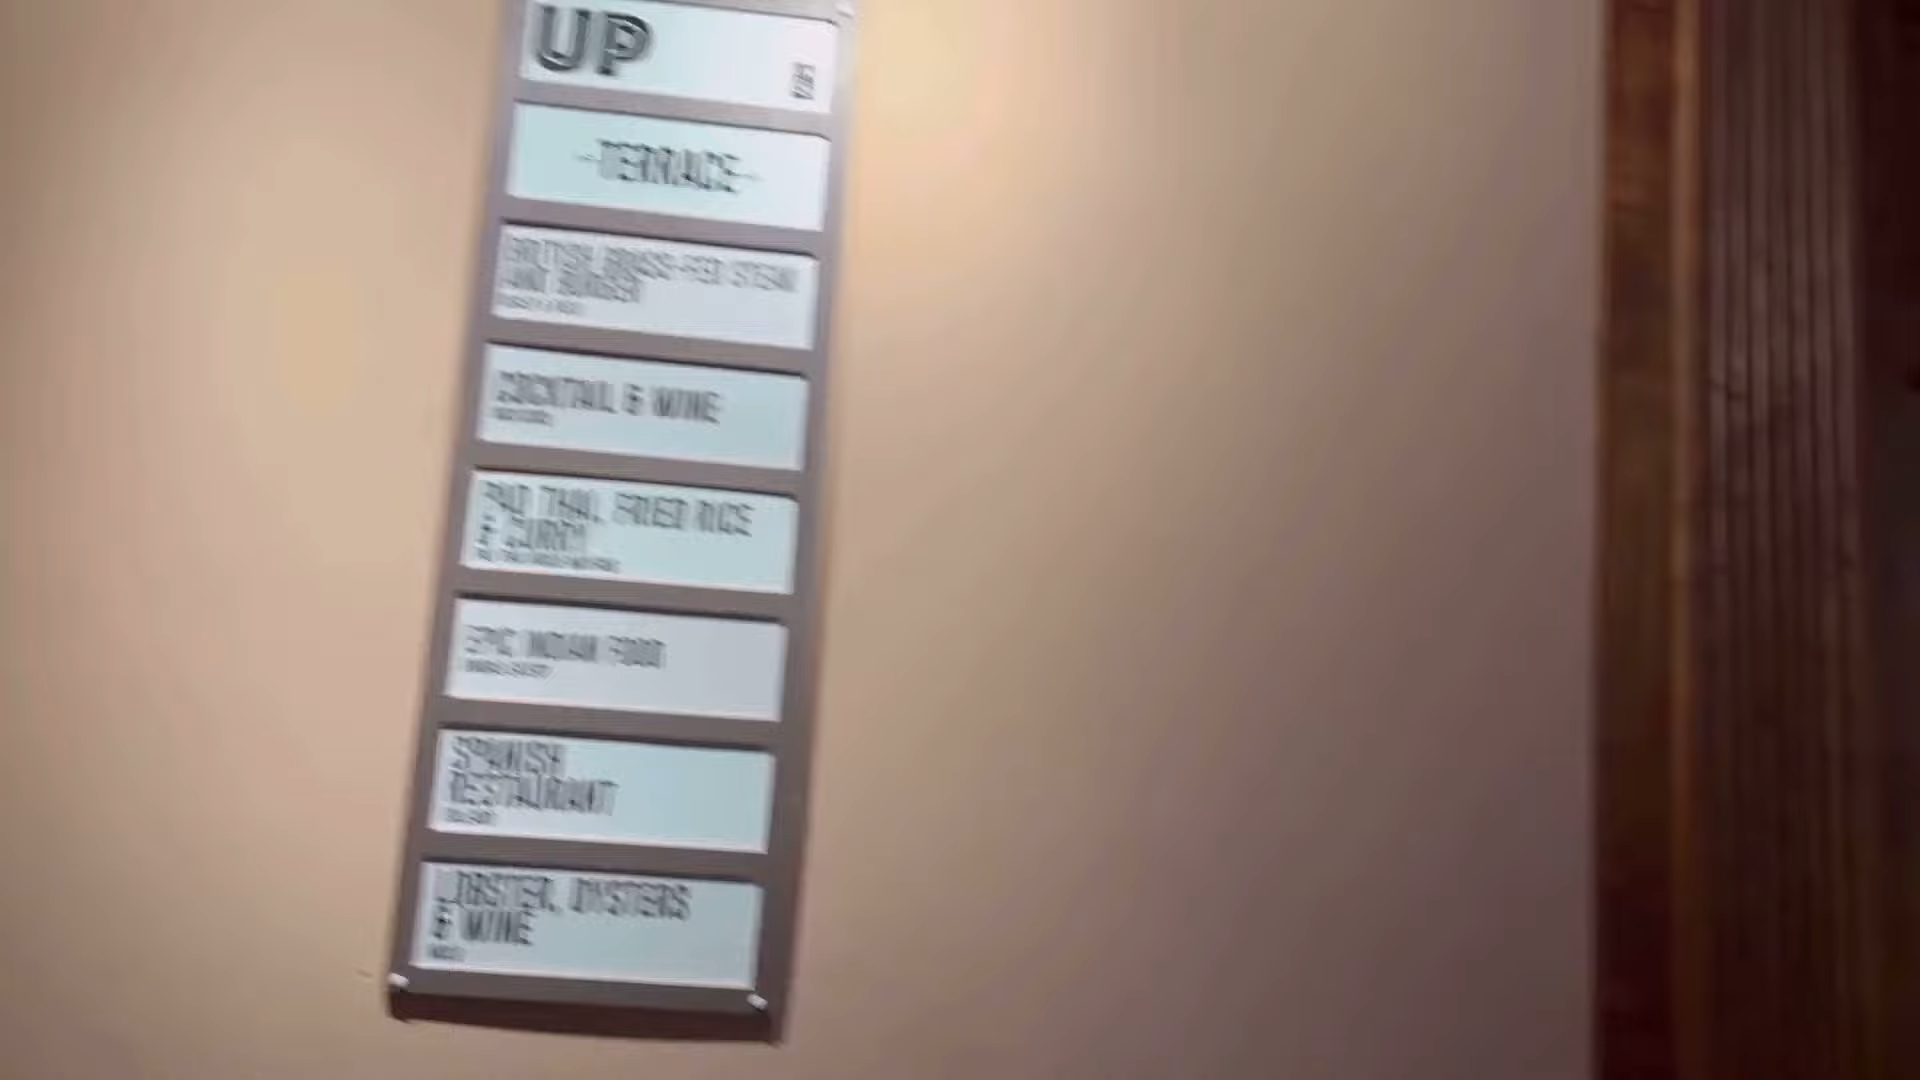 UP
-TERRACE-
BRITISH GRASS-FED STEAK
AND BURGER
COCKTAIL & WINE
PAD THAI, FRIED RICE
& CURRY
EPIC INDIAN FOOD
SPANISH
RESTAURANT
LOBSTER, OYSTERS
& WINE